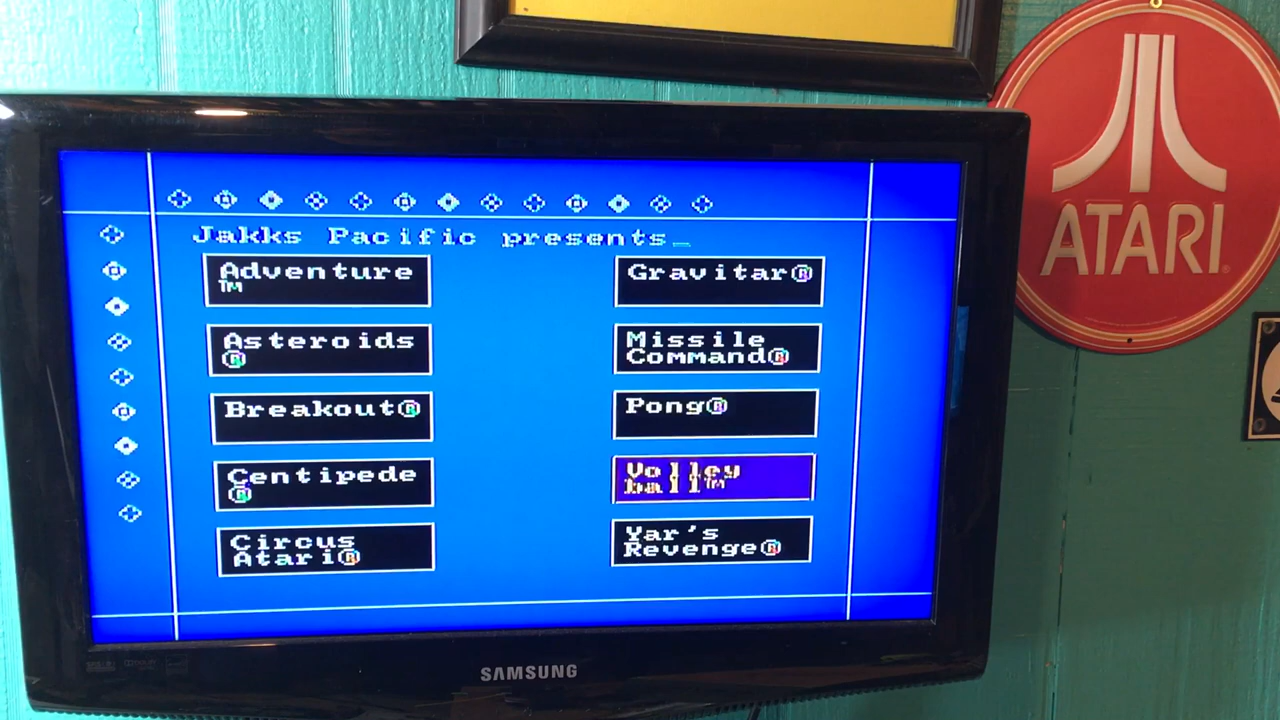 Jakks Pacific presents_
Adventure
™
Gravitar®
Asteroids
®
Missile
Command®
Breakout®
Pong®
Centipede
®
Volley
ball™
Circus
Atari®
Yar's
Revenge®
SAMSUNG
ATARI®